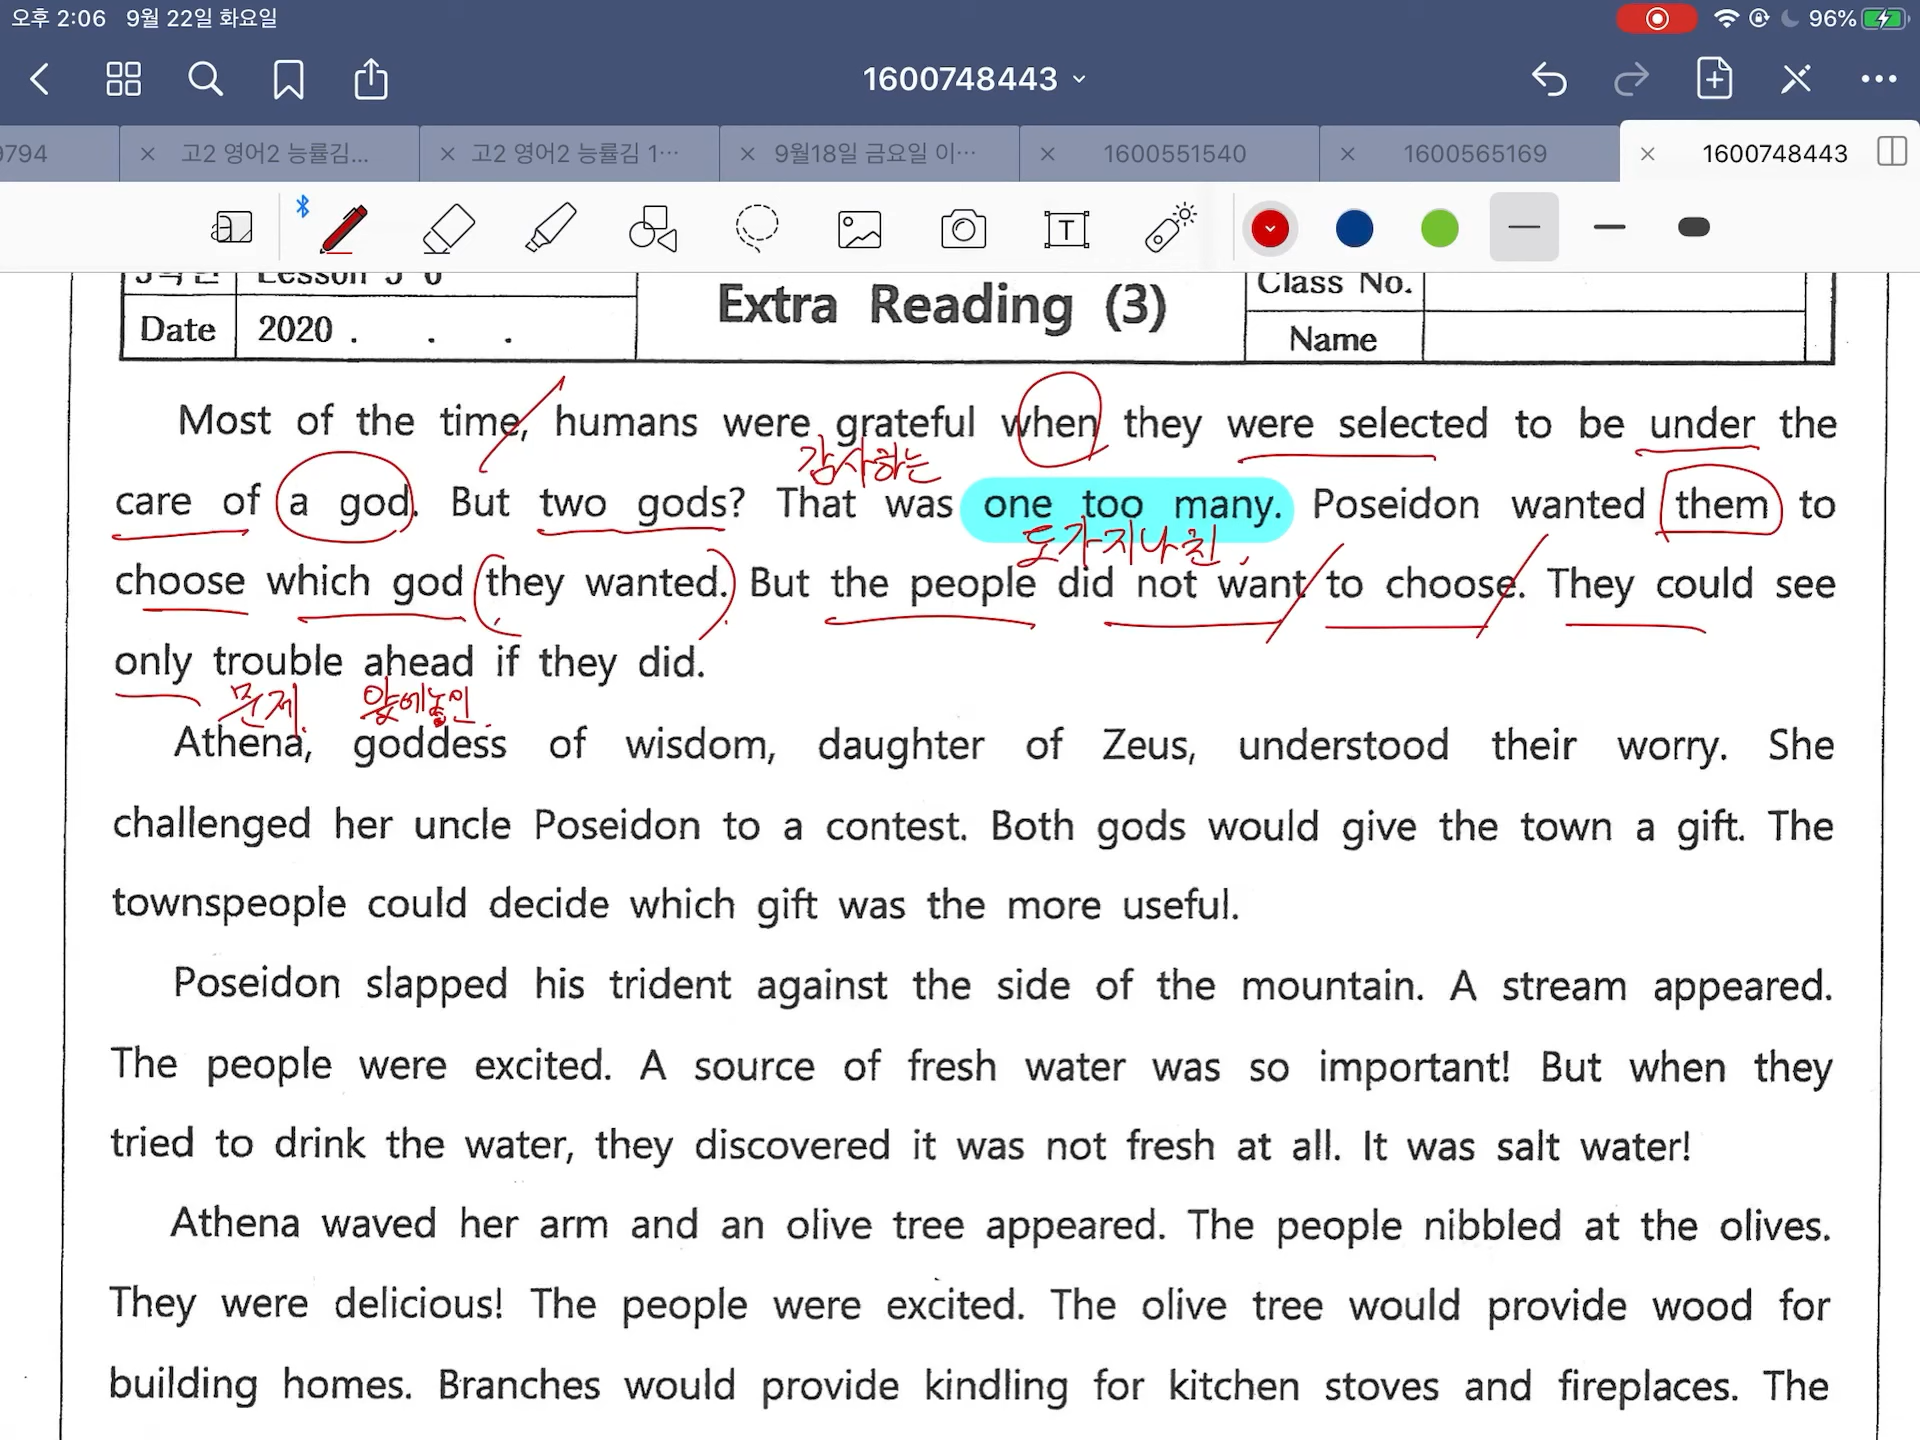 오후 2:06 9월 22일 화요일 96%
1600748443
9794 고2 영어2 능률김... 고2 영어2 능률김 1... 9월18일 금요일 이... 1600551540 1600565169 1600748443
T
Lesson 5 6 Extra Reading (3) Class No.
Date 2020 . . . Name
Most of the time, humans were grateful when they were selected to be under the
감사하는
care of a god. But two gods? That was one too many. Poseidon wanted them to
도가지나친,
choose which god (they wanted.) But the people did not want to choose. They could see
only trouble ahead if they did.
문제. 앞에놓인.
Athena, goddess of wisdom, daughter of Zeus, understood their worry. She
challenged her uncle Poseidon to a contest. Both gods would give the town a gift. The
townspeople could decide which gift was the more useful.
Poseidon slapped his trident against the side of the mountain. A stream appeared.
The people were excited. A source of fresh water was so important! But when they
tried to drink the water, they discovered it was not fresh at all. It was salt water!
Athena waved her arm and an olive tree appeared. The people nibbled at the olives.
They were delicious! The people were excited. The olive tree would provide wood for
building homes. Branches would provide kindling for kitchen stoves and fireplaces. The